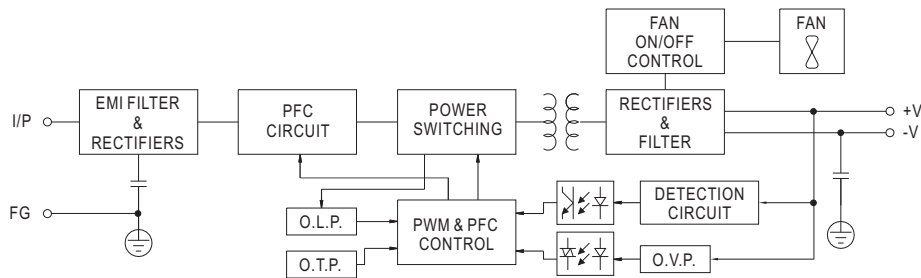 FAN
ON/OFF
CONTROL
FAN
I/P
EMI FILTER
&
RECTIFIERS
PFC
CIRCUIT
POWER
SWITCHING
RECTIFIERS
&
FILTER
+V
-V
FG
O.L.P.
O.T.P.
PWM & PFC
CONTROL
DETECTION
CIRCUIT
O.V.P.